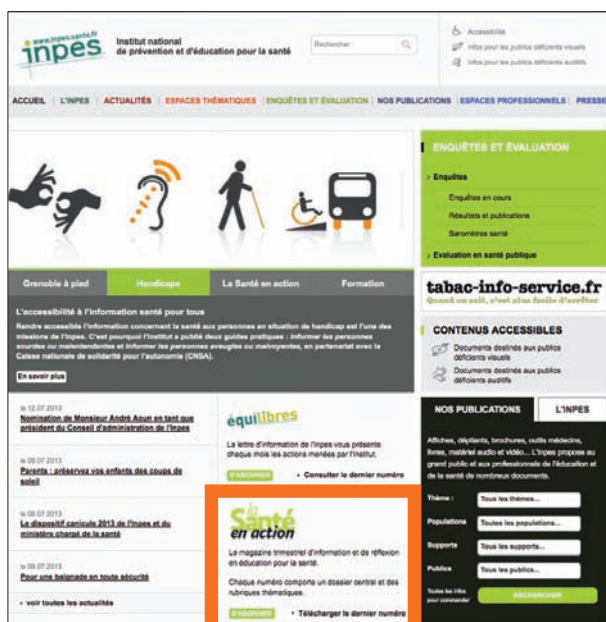 www.inpes.sante.fr
inpes
Institut national
de prévention et d'éducation pour la santé
Rechercher
Accessibilité
Infos pour les publics déficients visuels
Infos pour les publics déficients auditifs
ACCUEIL | L'INPES | ACTUALITÉS | ESPACES THÉMATIQUES | ENQUÊTES ET ÉVALUATION | NOS PUBLICATIONS | ESPACES PROFESSIONNELS | PRESSE
Grenoble à pied
Handicaps
La Santé en action
Formation
L'accessibilité à l'information santé pour tous
Rendre accessible l'information concernant la santé aux personnes en situation de handicap est l'une des
missions de l'Inpes. C'est pourquoi l'Institut a publié deux guides pratiques : Informer les personnes
sourdes ou malentendantes et Informer les personnes aveugles ou malvoyantes, en partenariat avec la
Caisse nationale de solidarité pour l'autonomie (CNSA).
En savoir plus
ENQUÊTES ET ÉVALUATION
> Enquêtes
Enquêtes en cours
Résultats et publications
Baromètres santé
> Evaluation en santé publique
tabac-info-service.fr
Quand on sait, c'est plus facile d'arrêter
CONTENUS ACCESSIBLES
Documents destinés aux publics
déficients visuels
Documents destinés aux publics
déficients auditifs
le 12.07.2013
Nomination de Monsieur André Aoun en tant que
président du Conseil d'administration de l'Inpes
le 09.07.2013
Parents : préservez vos enfants des coups de
soleil
le 08.07.2013
Le dispositif canicule 2013 de l'Inpes et du
ministère chargé de la santé
le 08.07.2013
Pour une baignade en toute sécurité
• voir toutes les actualités
équilibres
La lettre d'information de l'Inpes vous présente
chaque mois les actions menées par l'Institut.
S'ABONNER
• Consulter le dernier numéro
la Santé
en action
Le magazine trimestriel d'information et de réflexion
en éducation pour la santé.
Chaque numéro comporte un dossier central et des
rubriques thématiques.
S'ABONNER
• Télécharger le dernier numéro
NOS PUBLICATIONS
L'INPES
Affiches, dépliants, brochures, outils médecins,
livres, matériel audio et vidéo... L'Inpes propose au
grand public et aux professionnels de l'éducation et
de la santé de nombreux documents.
Thème :
Tous les thèmes...
Populations
Toutes les populations...
Supports
Tous les supports...
Publics
Tous les publics...
Toutes les infos
pour commander
RECHERCHER